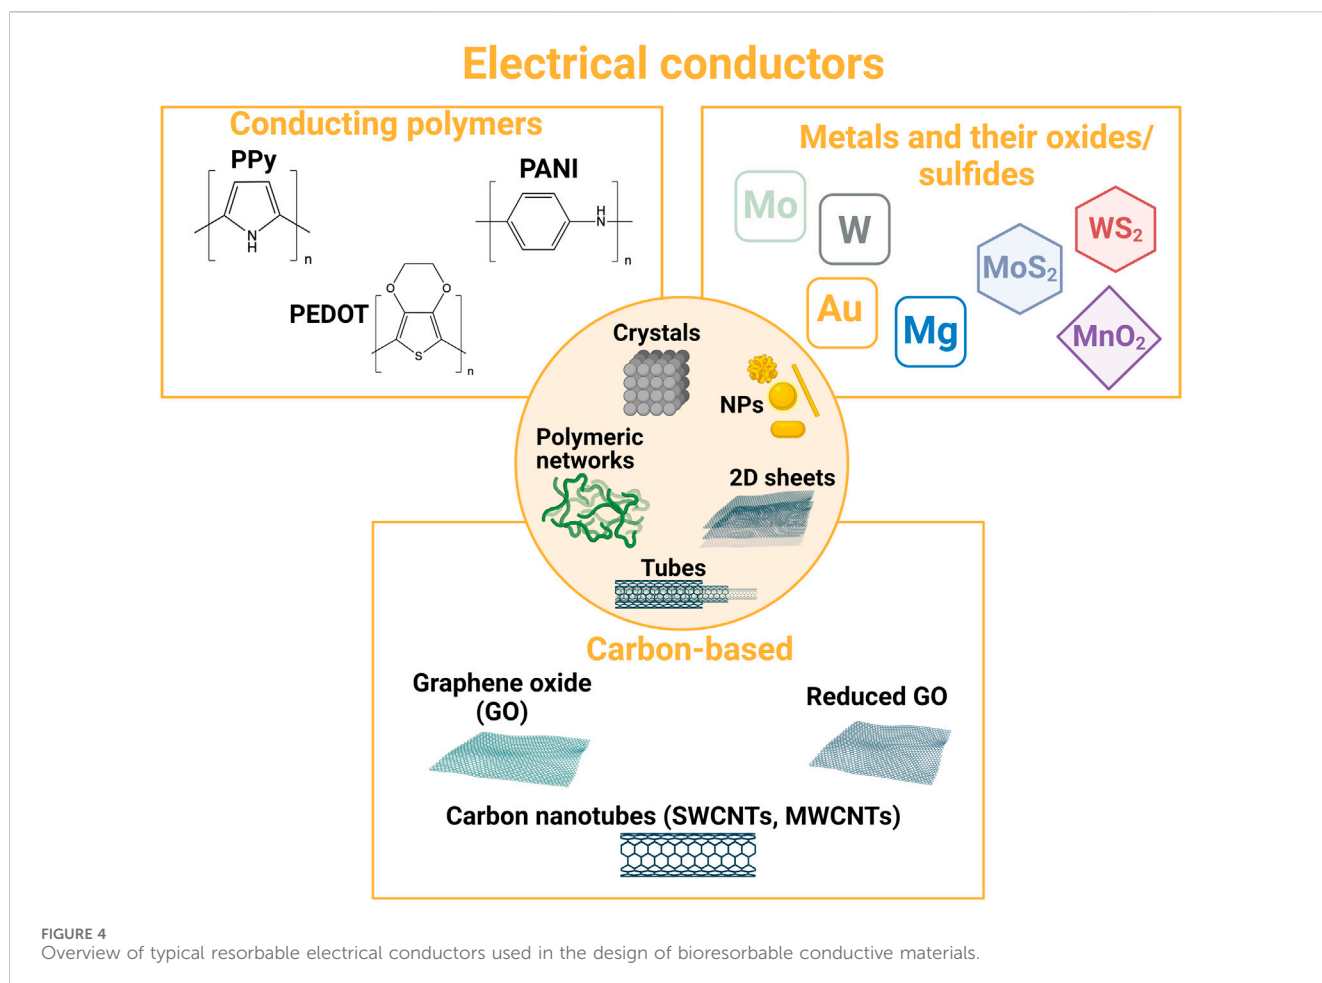 Electrical conductors
Conducting polymers
PPy
N
H
n
PANI
H
N
n
PEDOT
O
O
S
n
Metals and their oxides/
sulfides
Mo
W
Au
Mg
MoS₂
WS₂
MnO₂
Crystals
NPs
Polymeric
networks
2D sheets
Tubes
Carbon-based
Graphene oxide
(GO)
Reduced GO
Carbon nanotubes (SWCNTs, MWCNTs)
FIGURE 4
Overview of typical resorbable electrical conductors used in the design of bioresorbable conductive materials.